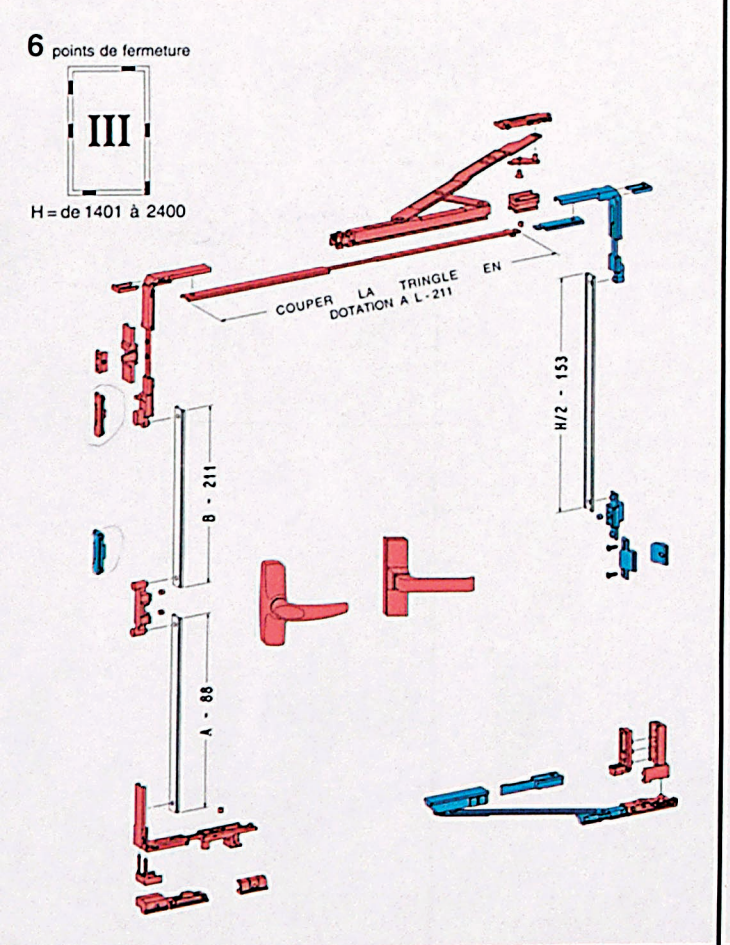 6 points de fermeture
III
H = de 1401 à 2400
COUPER LA TRINGLE EN
DOTATION A L-211
H/2 - 153
B - 211
A - 88